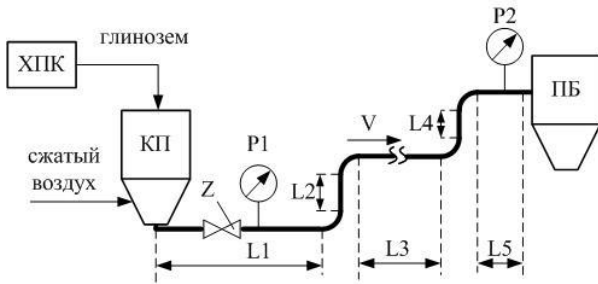 P2
глинозем
ХПК
ПБ
КП
P1
V
L4
сжатый
воздух
Z
L2
L1
L3
L5